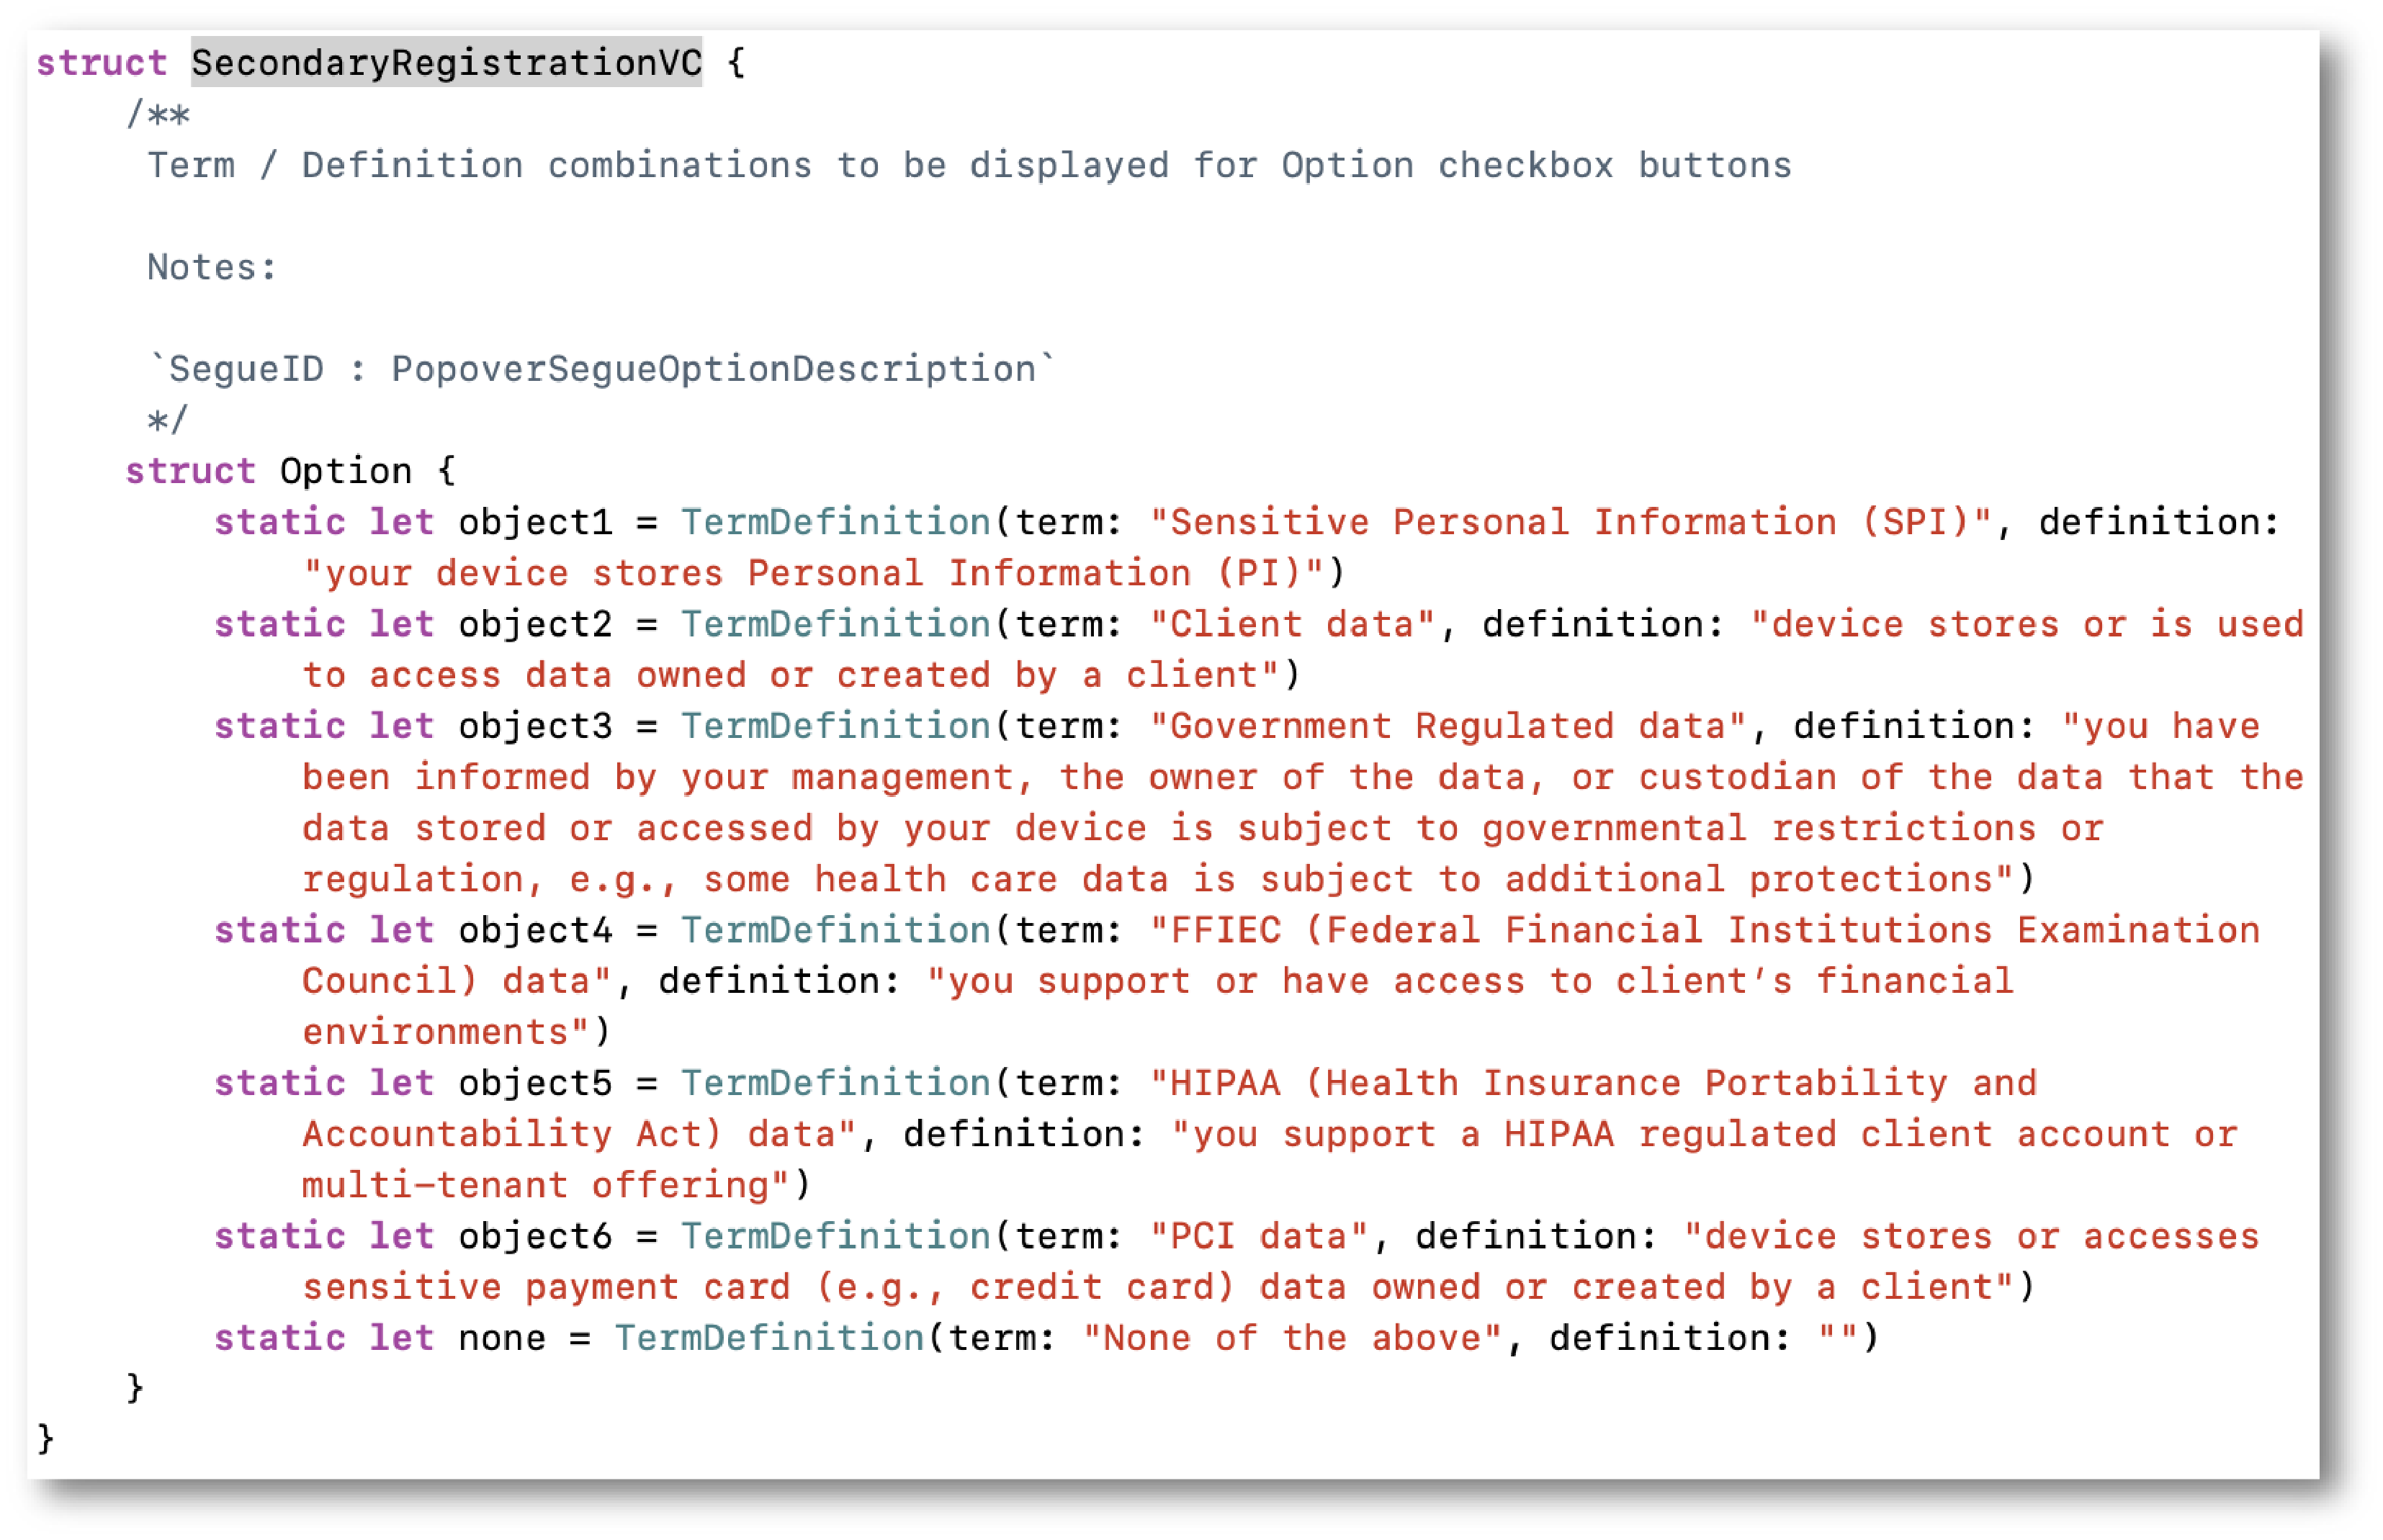 struct SecondaryRegistrationVC {
    /**
     Term / Definition combinations to be displayed for Option checkbox buttons

     Notes:

     `SegueID : PopoverSegueOptionDescription`
     */
    struct Option {
        static let object1 = TermDefinition(term: "Sensitive Personal Information (SPI)", definition:
            "your device stores Personal Information (PI)")
        static let object2 = TermDefinition(term: "Client data", definition: "device stores or is used
            to access data owned or created by a client")
        static let object3 = TermDefinition(term: "Government Regulated data", definition: "you have
            been informed by your management, the owner of the data, or custodian of the data that the
            data stored or accessed by your device is subject to governmental restrictions or
            regulation, e.g., some health care data is subject to additional protections")
        static let object4 = TermDefinition(term: "FFIEC (Federal Financial Institutions Examination
            Council) data", definition: "you support or have access to client’s financial
            environments")
        static let object5 = TermDefinition(term: "HIPAA (Health Insurance Portability and
            Accountability Act) data", definition: "you support a HIPAA regulated client account or
            multi-tenant offering")
        static let object6 = TermDefinition(term: "PCI data", definition: "device stores or accesses
            sensitive payment card (e.g., credit card) data owned or created by a client")
        static let none = TermDefinition(term: "None of the above", definition: "")
    }
}